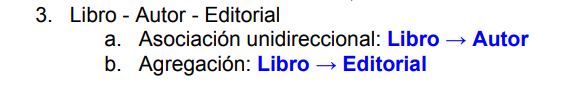 3. Libro - Autor - Editorial
a. Asociación unidireccional: Libro → Autor
b. Agregación: Libro → Editorial